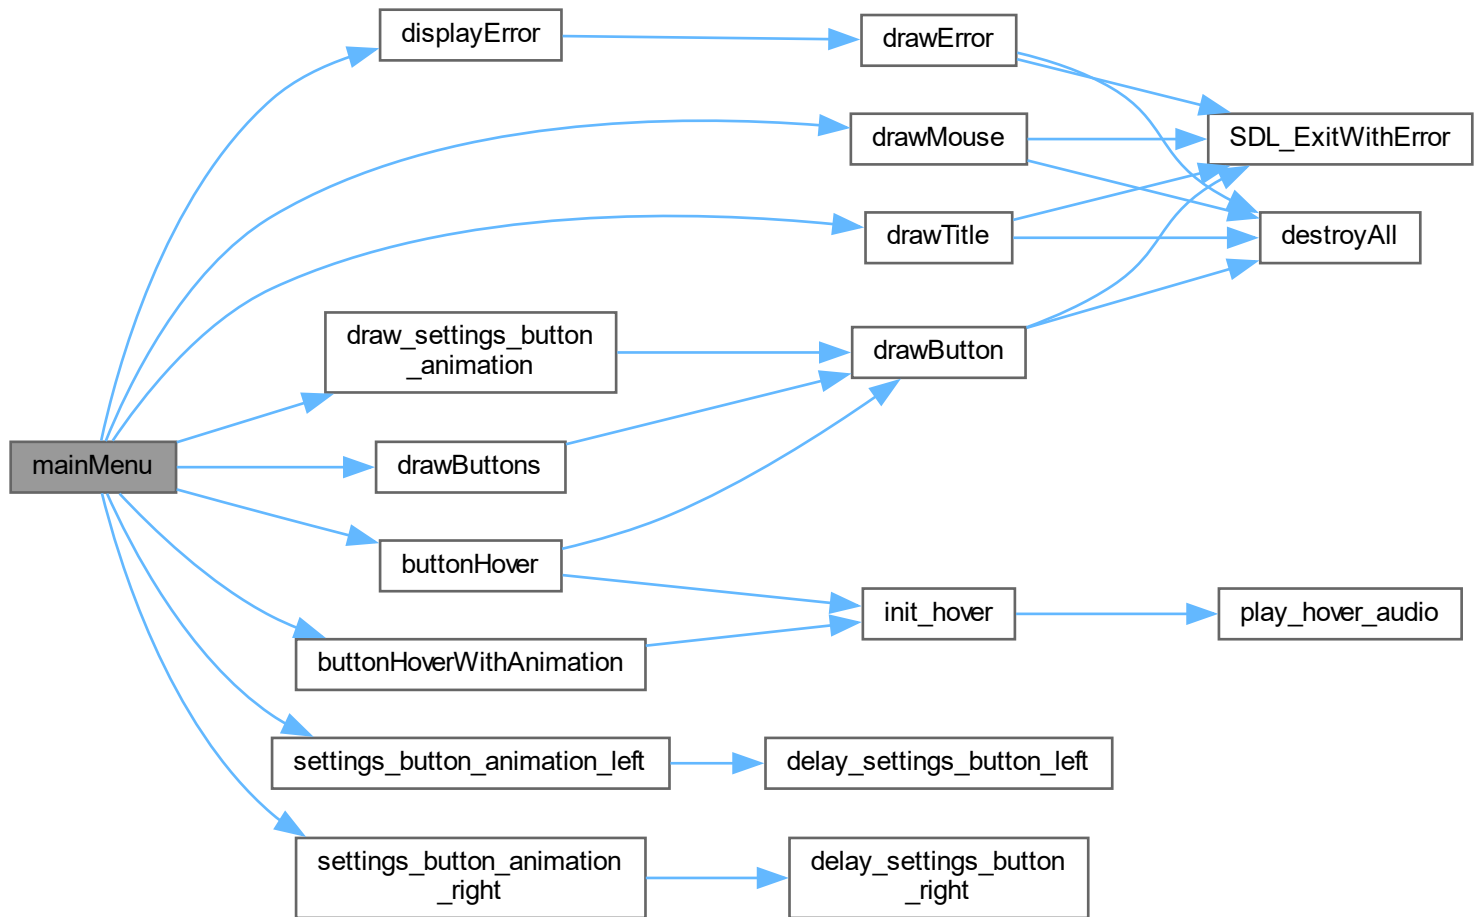 displayError
drawError
drawMouse
SDL_ExitWithError
drawTitle
destroyAll
draw_settings_button
_animation
drawButton
mainMenu
drawButtons
buttonHover
init_hover
play_hover_audio
buttonHoverWithAnimation
settings_button_animation_left
delay_settings_button_left
settings_button_animation
_right
delay_settings_button
_right